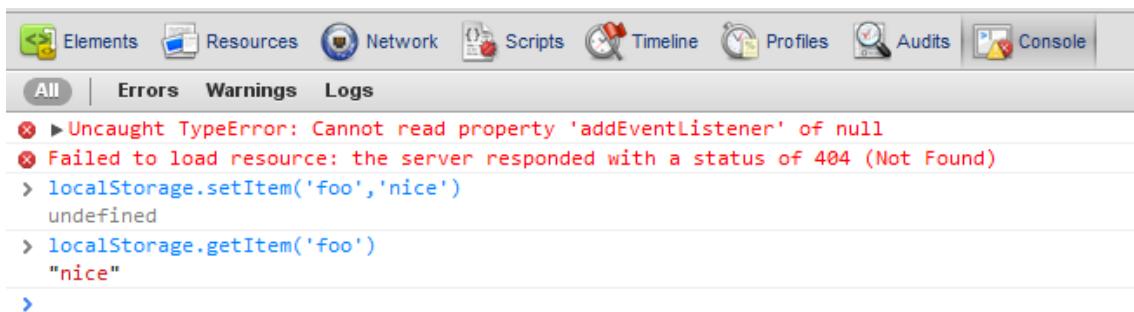 Elements Resources Network Scripts Timeline Profiles Audits Console
All Errors Warnings Logs
Uncaught TypeError: Cannot read property 'addEventListener' of null
Failed to load resource: the server responded with a status of 404 (Not Found)
> localStorage.setItem('foo','nice')
undefined
> localStorage.getItem('foo')
"nice"
>